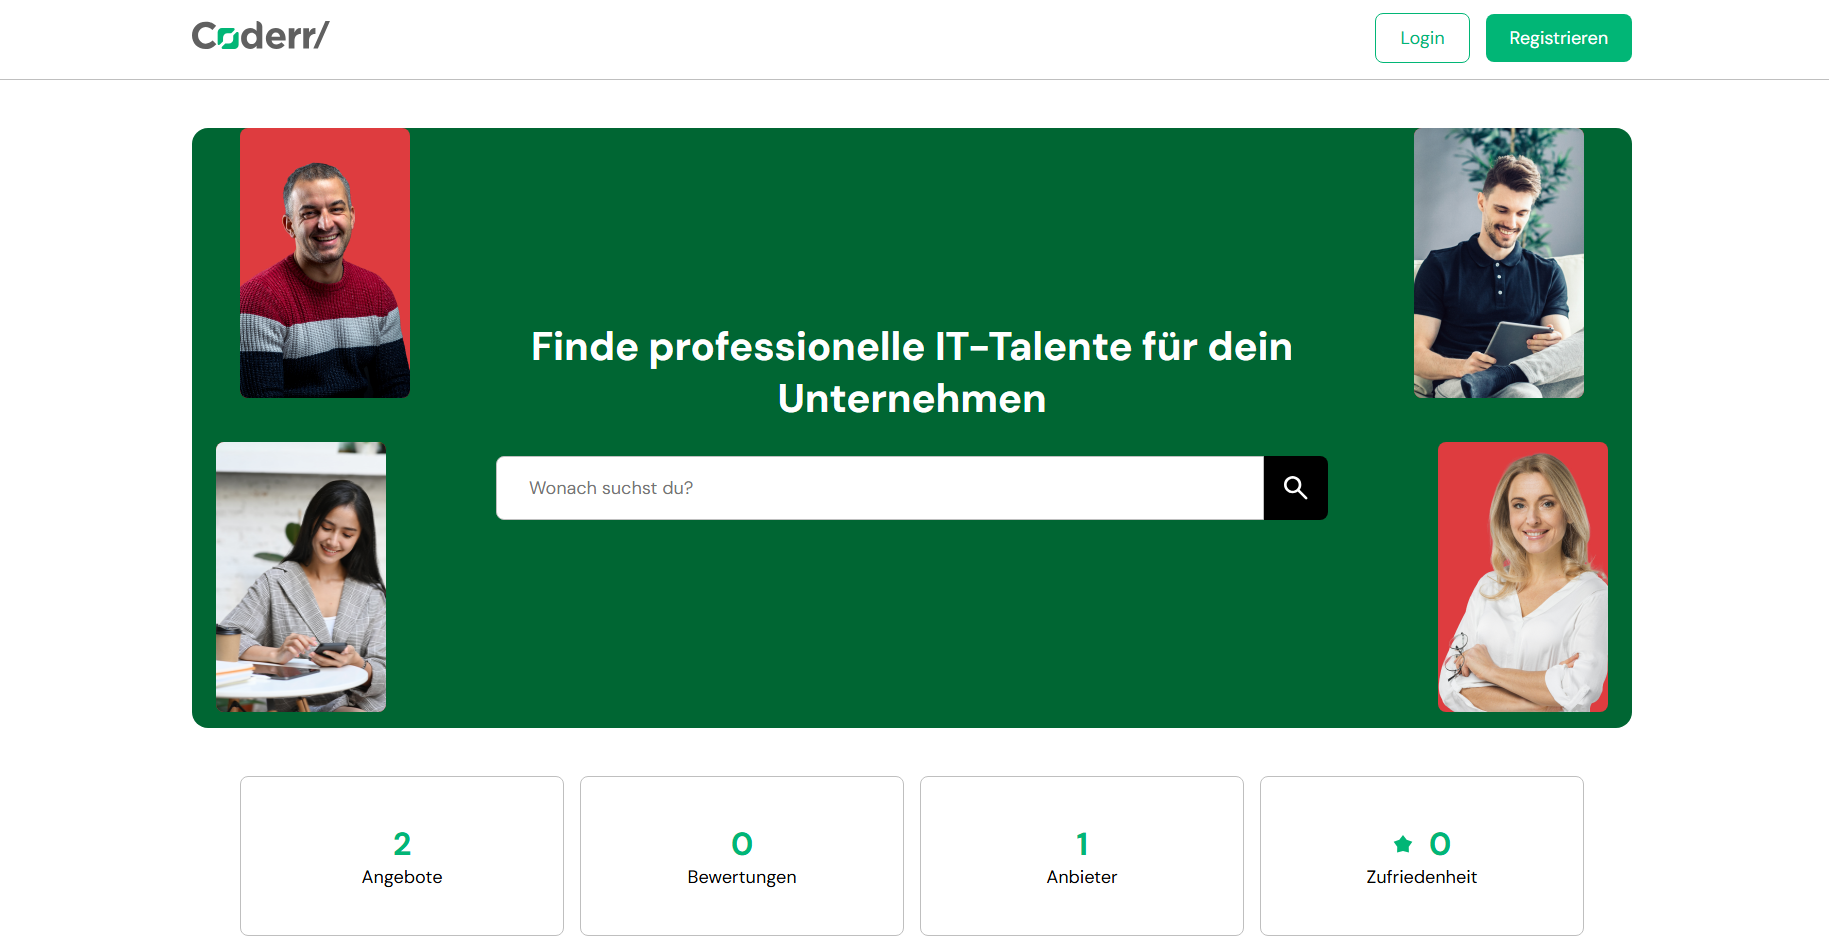 Coderr/
Login
Registrieren
Finde professionelle IT-Talente für dein
Unternehmen
Wonach suchst du?
2
Angebote
0
Bewertungen
1
Anbieter
0
Zufriedenheit